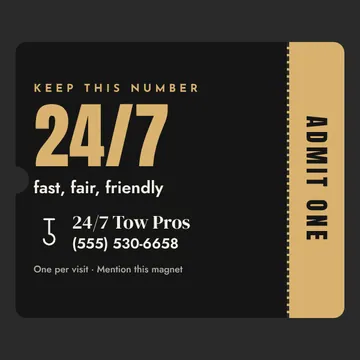 KEEP THIS NUMBER
24/7
fast, fair, friendly
24/7 Tow Pros
(555) 530-6658
One per visit · Mention this magnet
ADMIT ONE